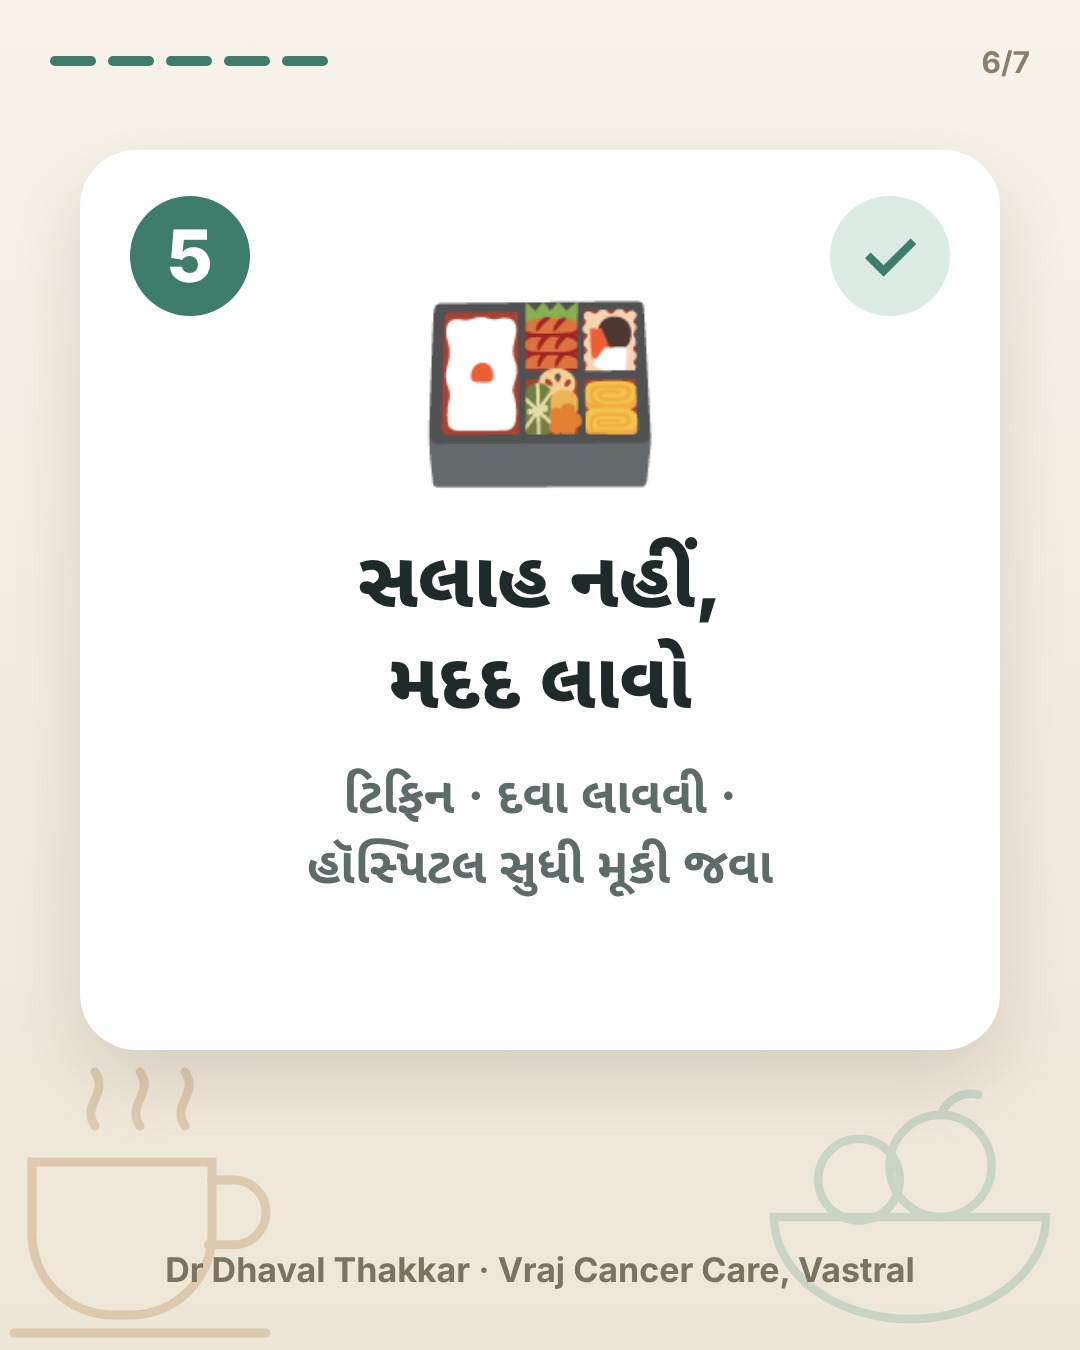 6/7
5
સલાહ નહીં,
મદદ લાવો
ટિફિન · દવા લાવવી ·
હૉસ્પિટલ સુધી મૂકી જવા
Dr Dhaval Thakkar · Vraj Cancer Care, Vastral